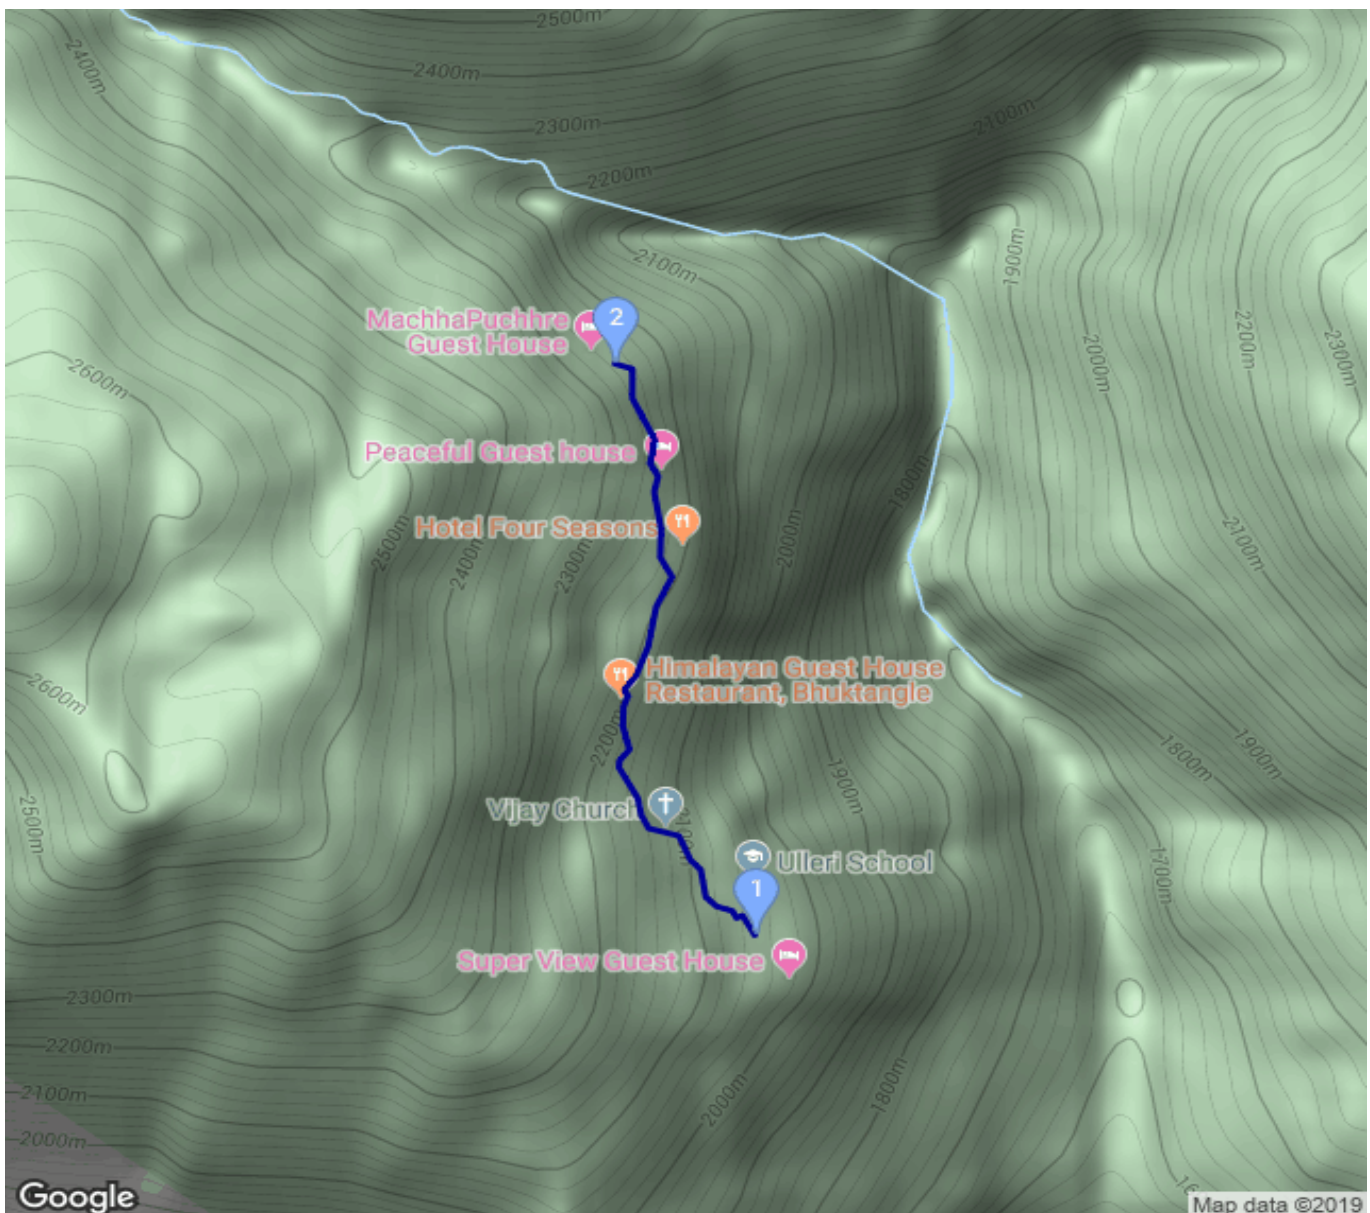 2500m
2400m
2400m
2300m
2100m
2200m
2100m
1900m
MachhaPuchhre
Guest House
2
2200m
2000m
2300m
2600m
Peaceful Guest house
1800m
Hotel Four Seasons
2000m
2100m
2500m
2400m
2300m
Himalayan Guest House
Restaurant, Bhuktangle
2600m
2200m
1800m
1900m
1900m
2500m
Vijay Church
2100m
Ulleri School
1700m
1
Super View Guest House
2300m
2200m
2100m
2000m
1800m
2000m
Google
Map data ©2019